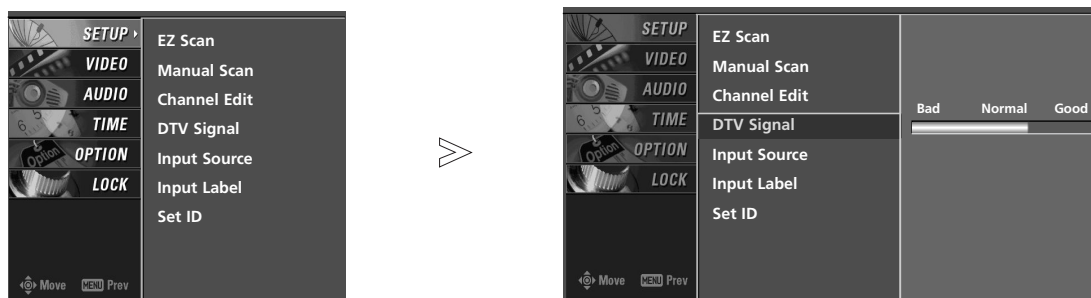 SETUP
VIDEO
AUDIO
TIME
OPTION
LOCK
EZ Scan
Manual Scan
Channel Edit
DTV Signal
Input Source
Input Label
Set ID
Move MENU Prev
SETUP
VIDEO
AUDIO
TIME
OPTION
LOCK
EZ Scan
Manual Scan
Channel Edit
DTV Signal
Input Source
Input Label
Set ID
Bad Normal Good
Move MENU Prev